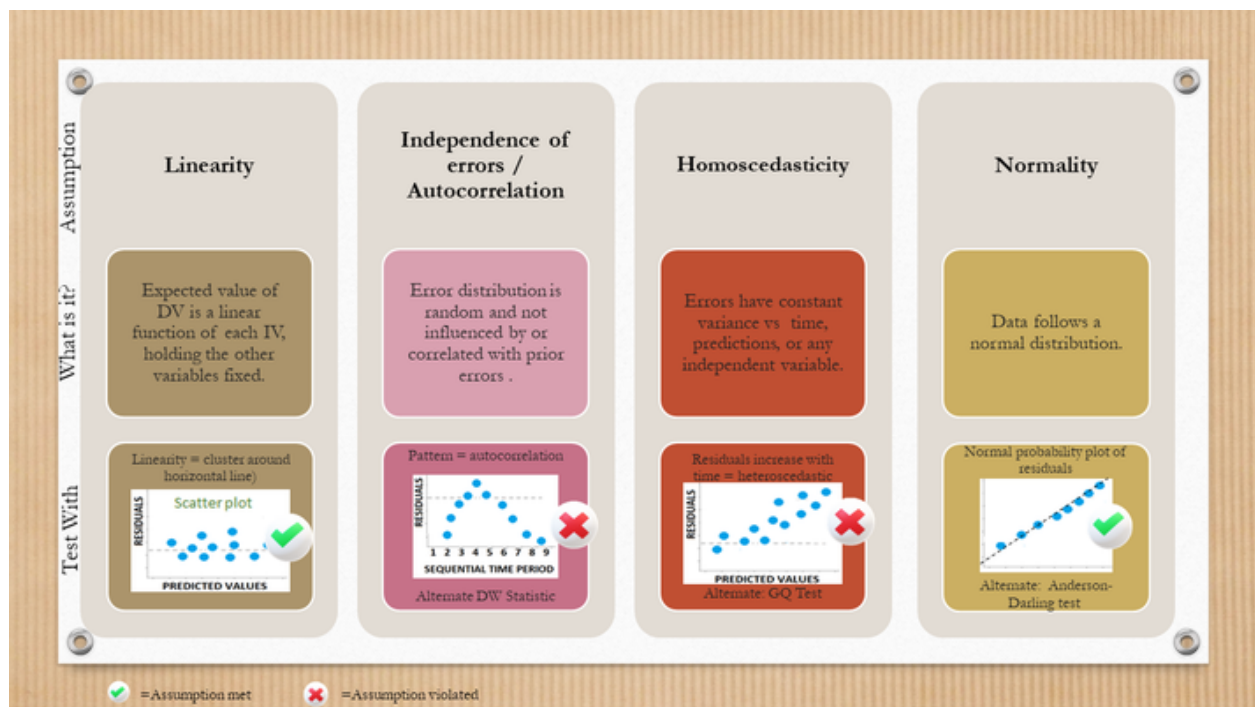 Assumption
Linearity
Independence of
errors /
Autocorrelation
Homoscedasticity
Normality
What is it?
Expected value of
DV is a linear
function of each IV,
holding the other
variables fixed.
Error distribution is
random and not
influenced by or
correlated with prior
errors .
Errors have constant
variance vs time,
predictions, or any
independent variable.
Data follows a
normal distribution.
Test With
Linearity = cluster around
horizontal line)
Scatter plot
RESIDUALS
PREDICTED VALUES
Pattern = autocorrelation
RESIDUALS
1 2 3 4 5 6 7 8 9
SEQUENTIAL TIME PERIOD
Alternate DW Statistic
Residuals increase with
time = heteroscedastic
RESIDUALS
PREDICTED VALUES
Alternate: GQ Test
Normal probability plot of
residuals
Alternate: Anderson-
Darling test
=Assumption met
=Assumption violated